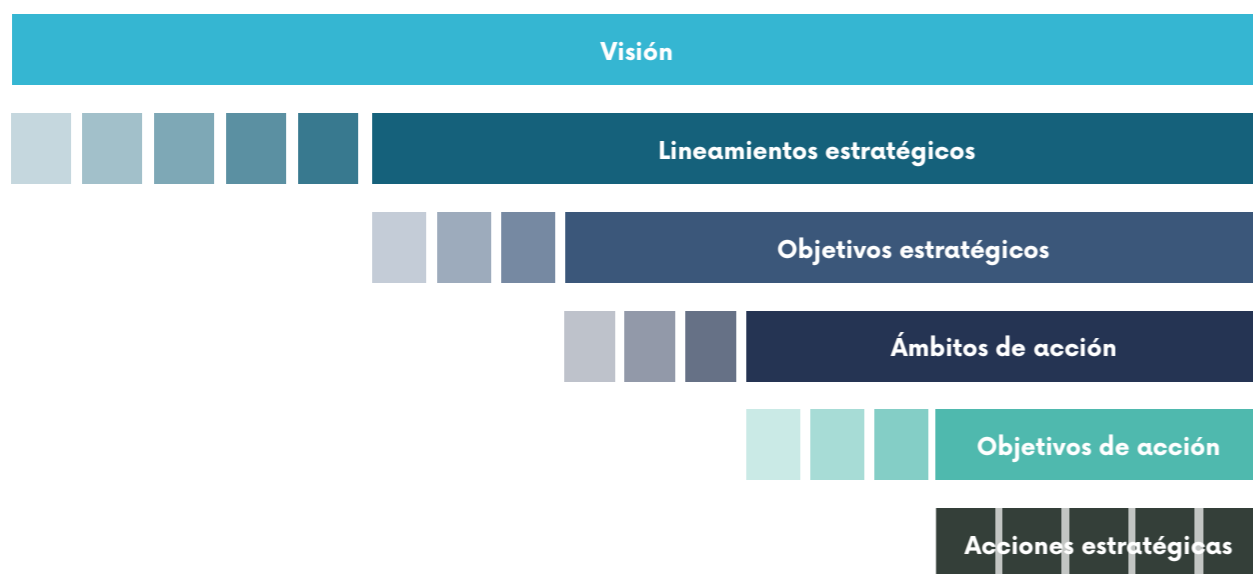 Visión
Lineamientos estratégicos
Objetivos estratégicos
Ámbitos de acción
Objetivos de acción
Acciones estratégicas